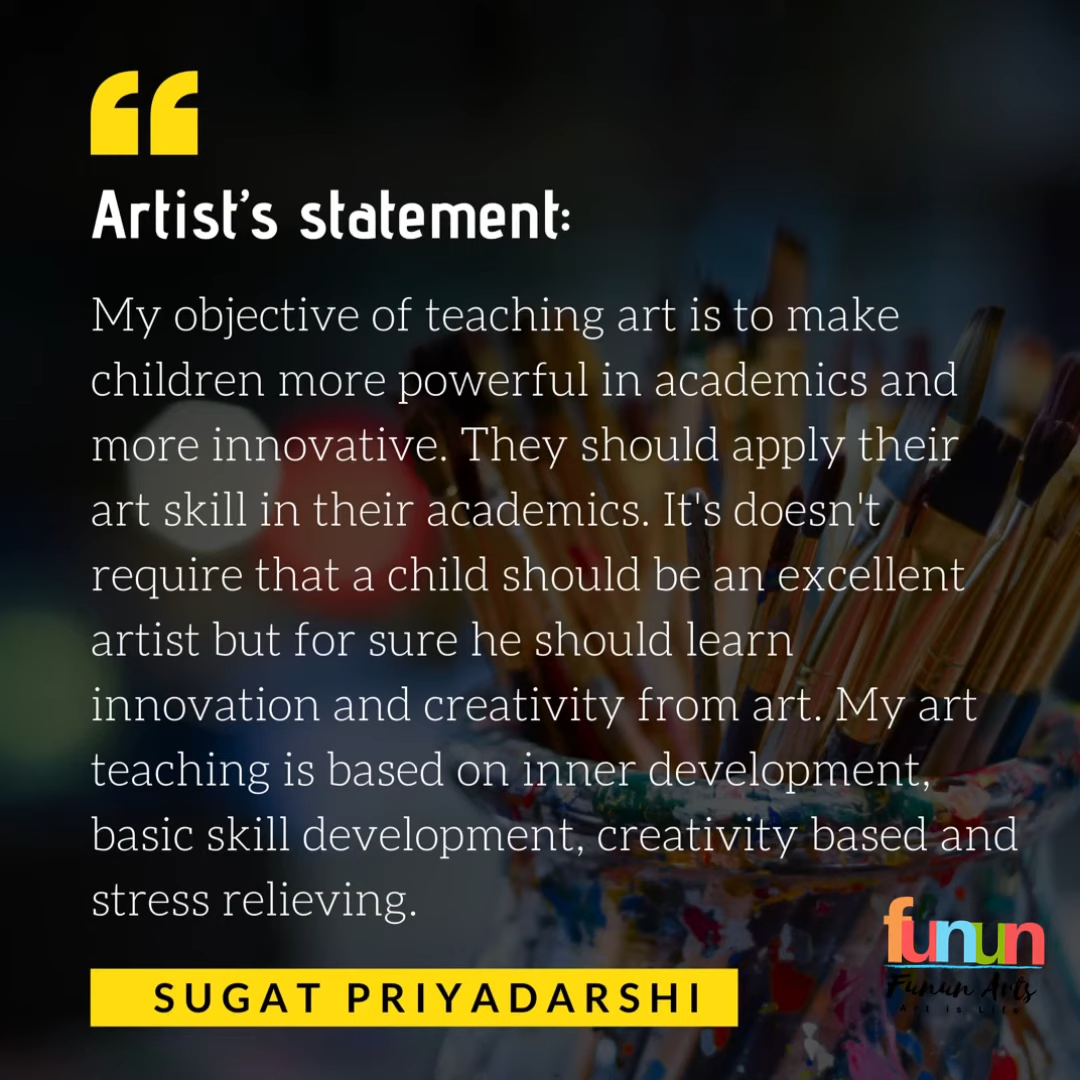 Artist's statement:
My objective of teaching art is to make
children more powerful in academics and
more innovative. They should apply their
art skill in their academics. It's doesn't
require that a child should be an excellent
artist but for sure he should learn
innovation and creativity from art. My art
teaching is based on inner development,
basic skill development, creativity based and
stress relieving.
SUGAT PRIYADARSHI
funun
Funun Arts
Art is Life